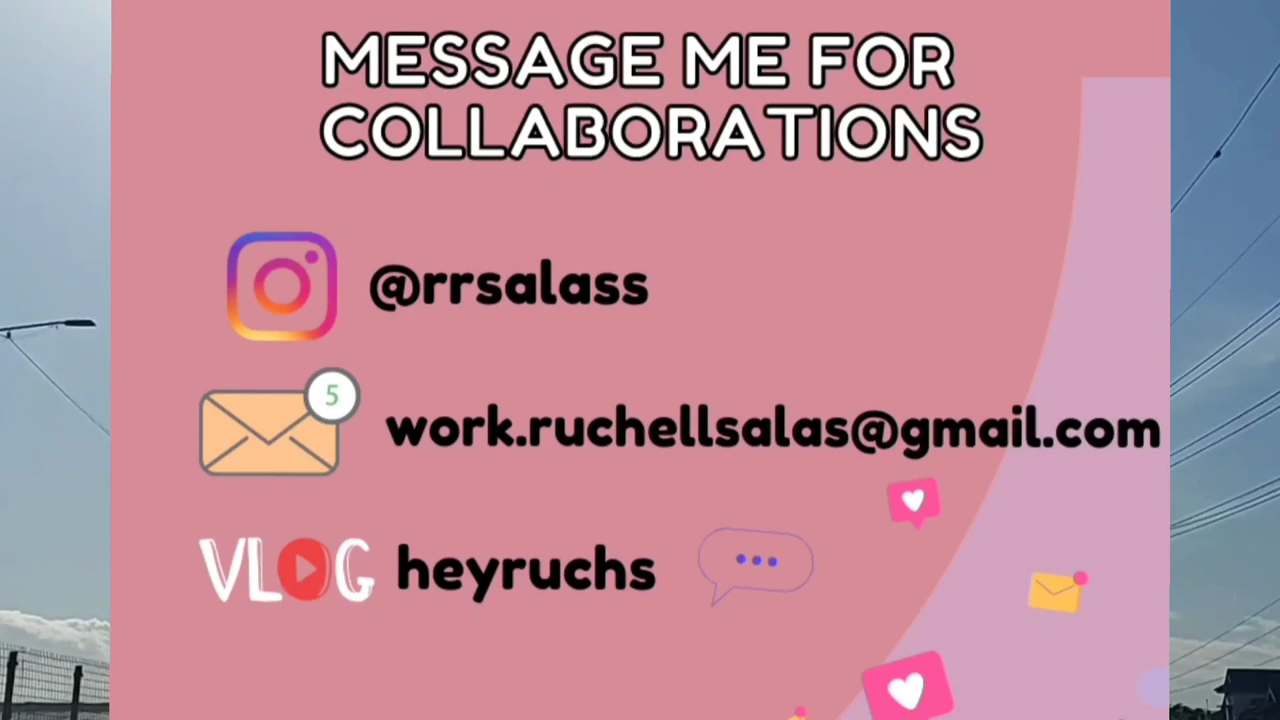 MESSAGE ME FOR
COLLABORATIONS
@rrsalass
5
work.ruchellsalas@gmail.com
VLOG heyruchs